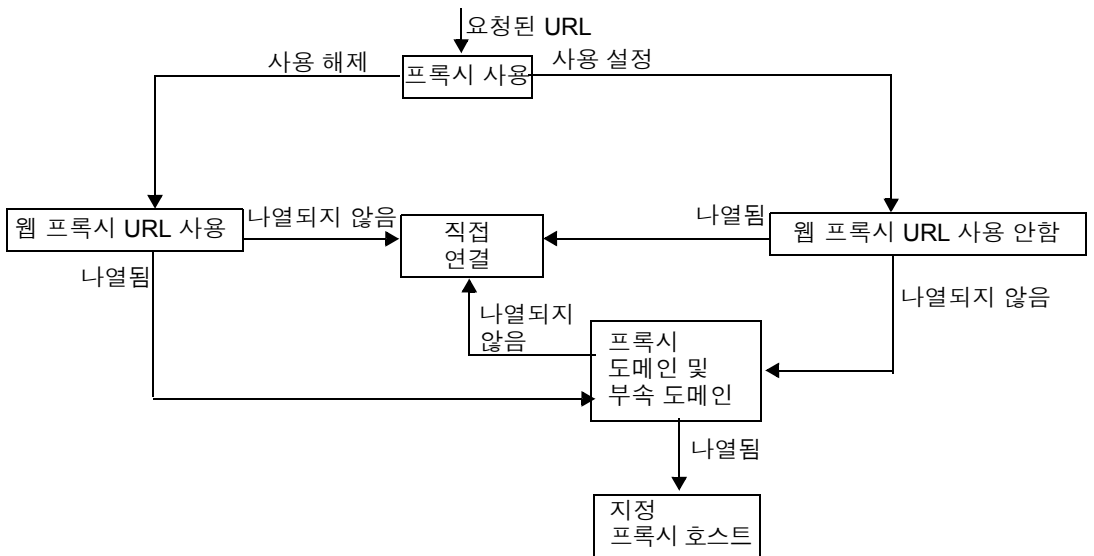 요청된 URL
사용 해제
프록시 사용
사용 설정
웹 프록시 URL 사용
나열되지 않음
직접
연결
나열됨
웹 프록시 URL 사용 안함
나열됨
나열되지 않음
나열되지
않음
프록시
도메인 및
부속 도메인
나열됨
지정
프록시 호스트